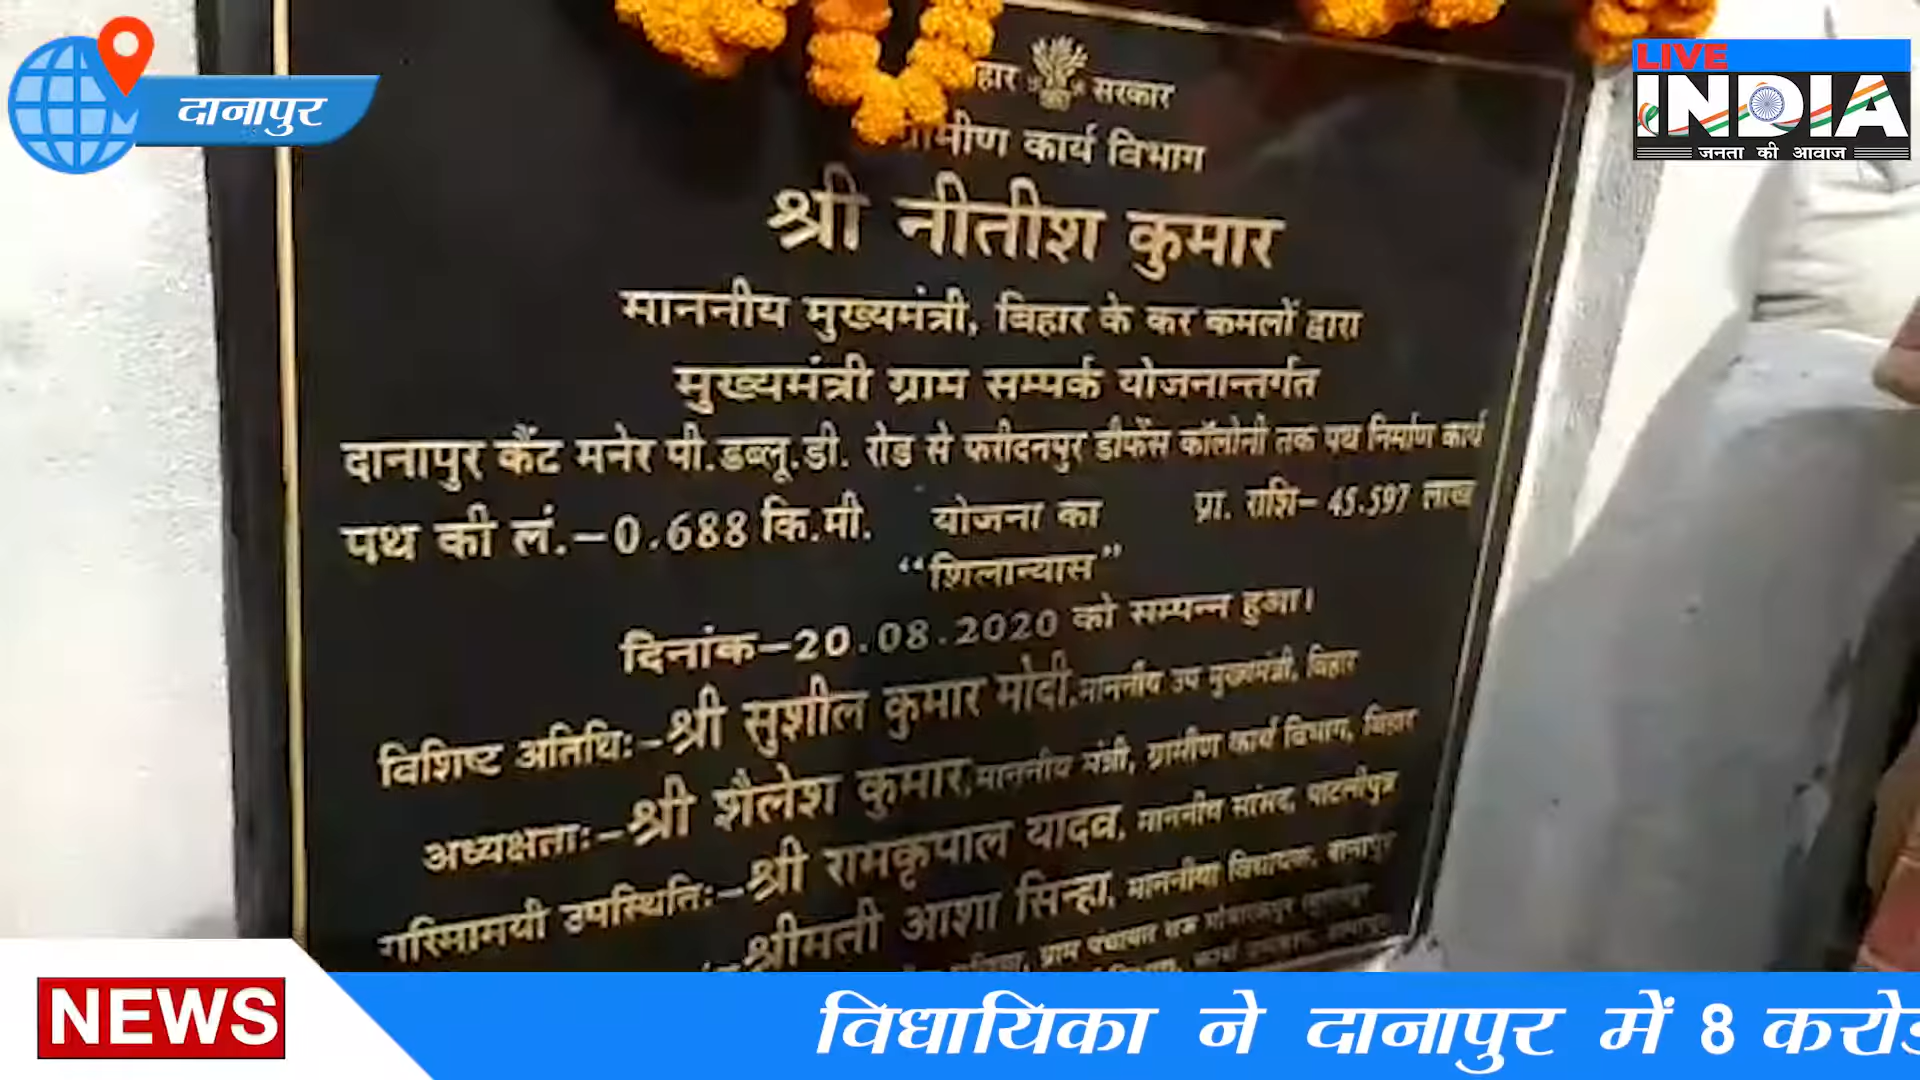 दानापुर
LIVE
INDIA
जनता की आवाज
हार सरकार
ग्रामीण कार्य विभाग
श्री नीतीश कुमार
माननीय मुख्यमंत्री, बिहार के कर कमलों द्वारा
मुख्यमंत्री ग्राम सम्पर्क योजनान्तर्गत
दानापुर कैंट मनेर पी.डब्लू.डी. रोड से फरीदनपुर डीफेंस कॉलोनी तक पथ निर्माण कार्य
पथ की लं.-0.688 कि.मी. योजना का प्रा. राशि- 45.597 लाख
"शिलान्यास"
दिनांक-20.08.2020 को सम्पन्न हुआ।
विशिष्ट अतिथि:-श्री सुशील कुमार मोदी,माननीय उप मुख्यमंत्री, बिहार
अध्यक्षता:-श्री शैलेश कुमार,माननीय मंत्री, ग्रामीण कार्य विभाग, बिहार
गरिमामयी उपस्थिति:-श्री रामकृपाल यादव, माननीय सांसद, पाटलीपुत्र
श्रीमती आशा सिन्हा, माननीया विधायक, दानापुर
ग्राम पंचायत राज
NEWS
विधायिका ने दानापुर में 8 करोड